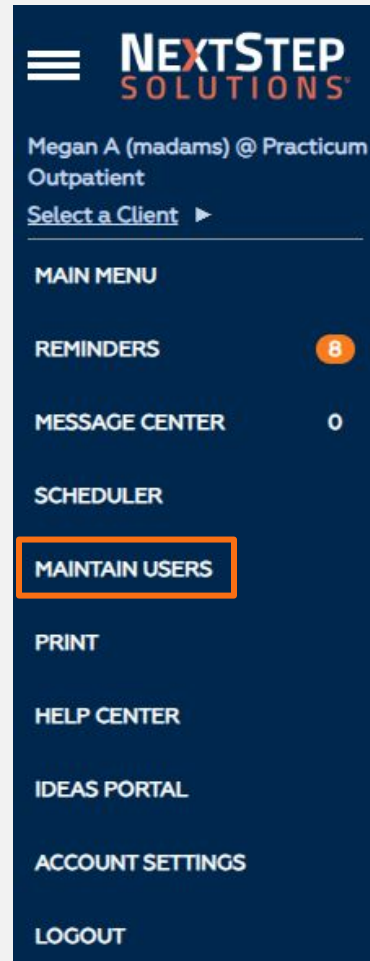 NEXTSTEP
SOLUTIONS
Megan A (madams) @ Practicum
Outpatient
Select a Client ▶
MAIN MENU
REMINDERS 8
MESSAGE CENTER 0
SCHEDULER
MAINTAIN USERS
PRINT
HELP CENTER
IDEAS PORTAL
ACCOUNT SETTINGS
LOGOUT